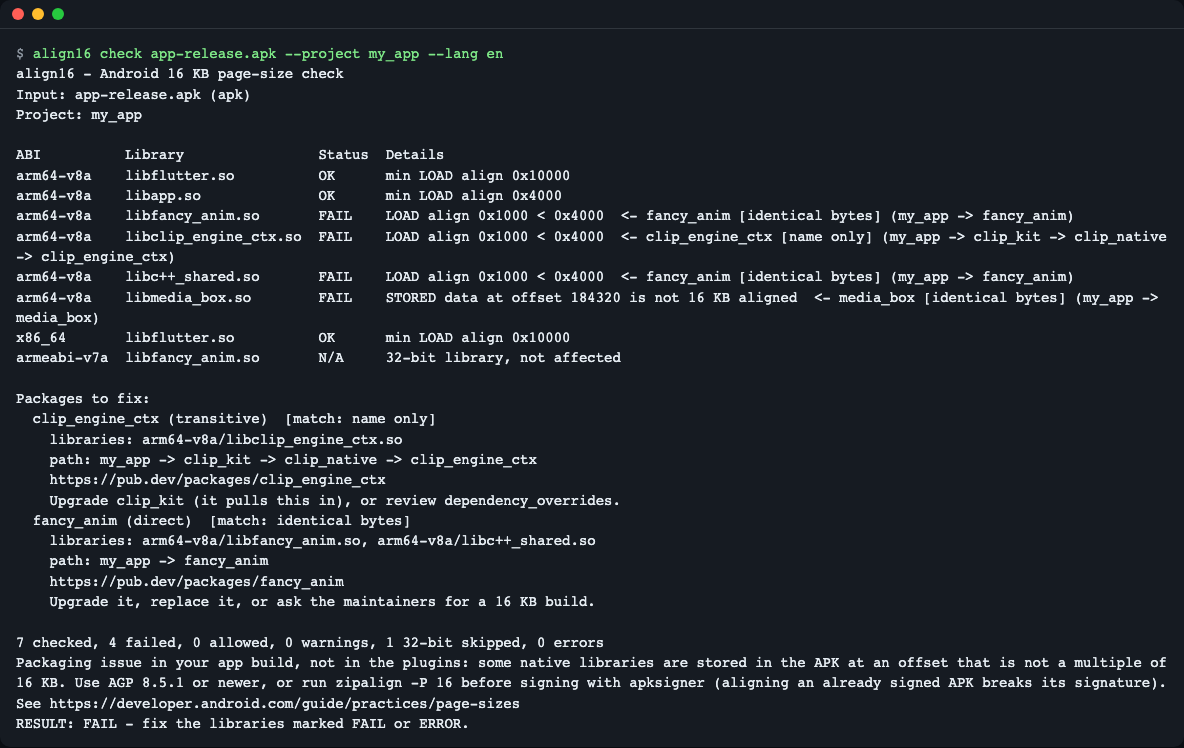 $ align16 check app-release.apk --project my_app --lang en
align16 - Android 16 KB page-size check
Input: app-release.apk (apk)
Project: my_app
ABI          Library                Status  Details
arm64-v8a    libflutter.so          OK      min LOAD align 0x10000
arm64-v8a    libapp.so              OK      min LOAD align 0x4000
arm64-v8a    libfancy_anim.so       FAIL    LOAD align 0x1000 < 0x4000  <- fancy_anim [identical bytes] (my_app -> fancy_anim)
arm64-v8a    libclip_engine_ctx.so  FAIL    LOAD align 0x1000 < 0x4000  <- clip_engine_ctx [name only] (my_app -> clip_kit -> clip_native
-> clip_engine_ctx)
arm64-v8a    libc++_shared.so       FAIL    LOAD align 0x1000 < 0x4000  <- fancy_anim [identical bytes] (my_app -> fancy_anim)
arm64-v8a    libmedia_box.so        FAIL    STORED data at offset 184320 is not 16 KB aligned  <- media_box [identical bytes] (my_app ->
media_box)
x86_64       libflutter.so          OK      min LOAD align 0x10000
armeabi-v7a  libfancy_anim.so       N/A     32-bit library, not affected
Packages to fix:
  clip_engine_ctx (transitive)  [match: name only]
    libraries: arm64-v8a/libclip_engine_ctx.so
    path: my_app -> clip_kit -> clip_native -> clip_engine_ctx
    https://pub.dev/packages/clip_engine_ctx
    Upgrade clip_kit (it pulls this in), or review dependency_overrides.
  fancy_anim (direct)  [match: identical bytes]
    libraries: arm64-v8a/libfancy_anim.so, arm64-v8a/libc++_shared.so
    path: my_app -> fancy_anim
    https://pub.dev/packages/fancy_anim
    Upgrade it, replace it, or ask the maintainers for a 16 KB build.
7 checked, 4 failed, 0 allowed, 0 warnings, 1 32-bit skipped, 0 errors
Packaging issue in your app build, not in the plugins: some native libraries are stored in the APK at an offset that is not a multiple of
16 KB. Use AGP 8.5.1 or newer, or run zipalign -P 16 before signing with apksigner (aligning an already signed APK breaks its signature).
See https://developer.android.com/guide/practices/page-sizes
RESULT: FAIL - fix the libraries marked FAIL or ERROR.